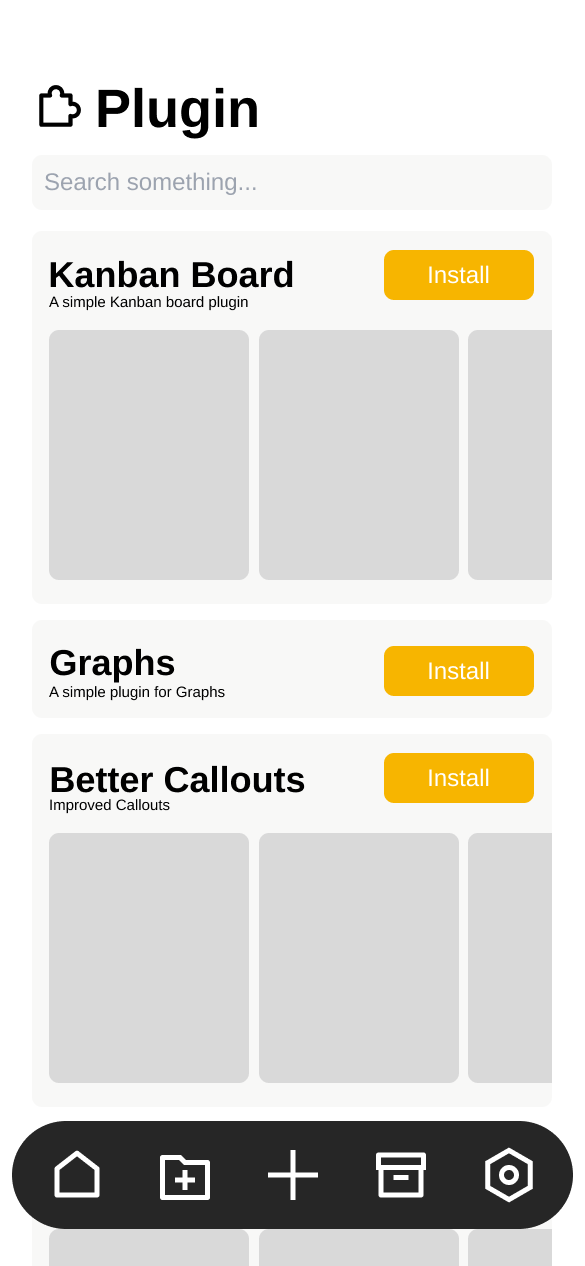 Plugin
Search something...
Kanban Board
Install
A simple Kanban board plugin
Graphs
Install
A simple plugin for Graphs
Better Callouts
Install
Improved Callouts